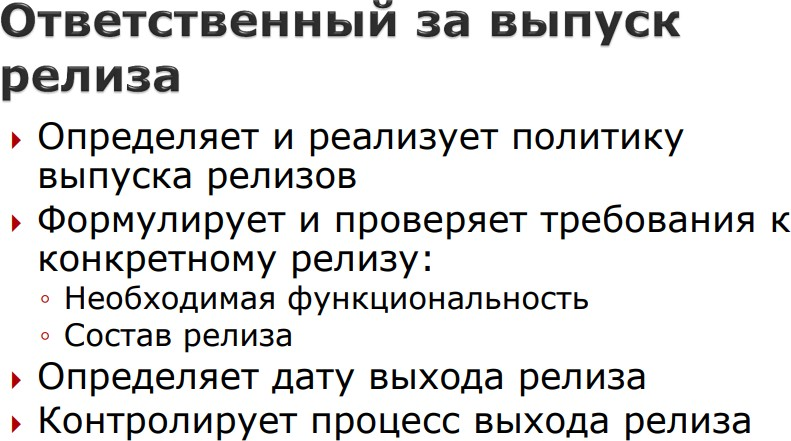 Ответственный за выпуск
релиза
Определяет и реализует политику
выпуска релизов
Формулирует и проверяет требования к
конкретному релизу:
Необходимая функциональность
Состав релиза
Определяет дату выхода релиза
Контролирует процесс выхода релиза